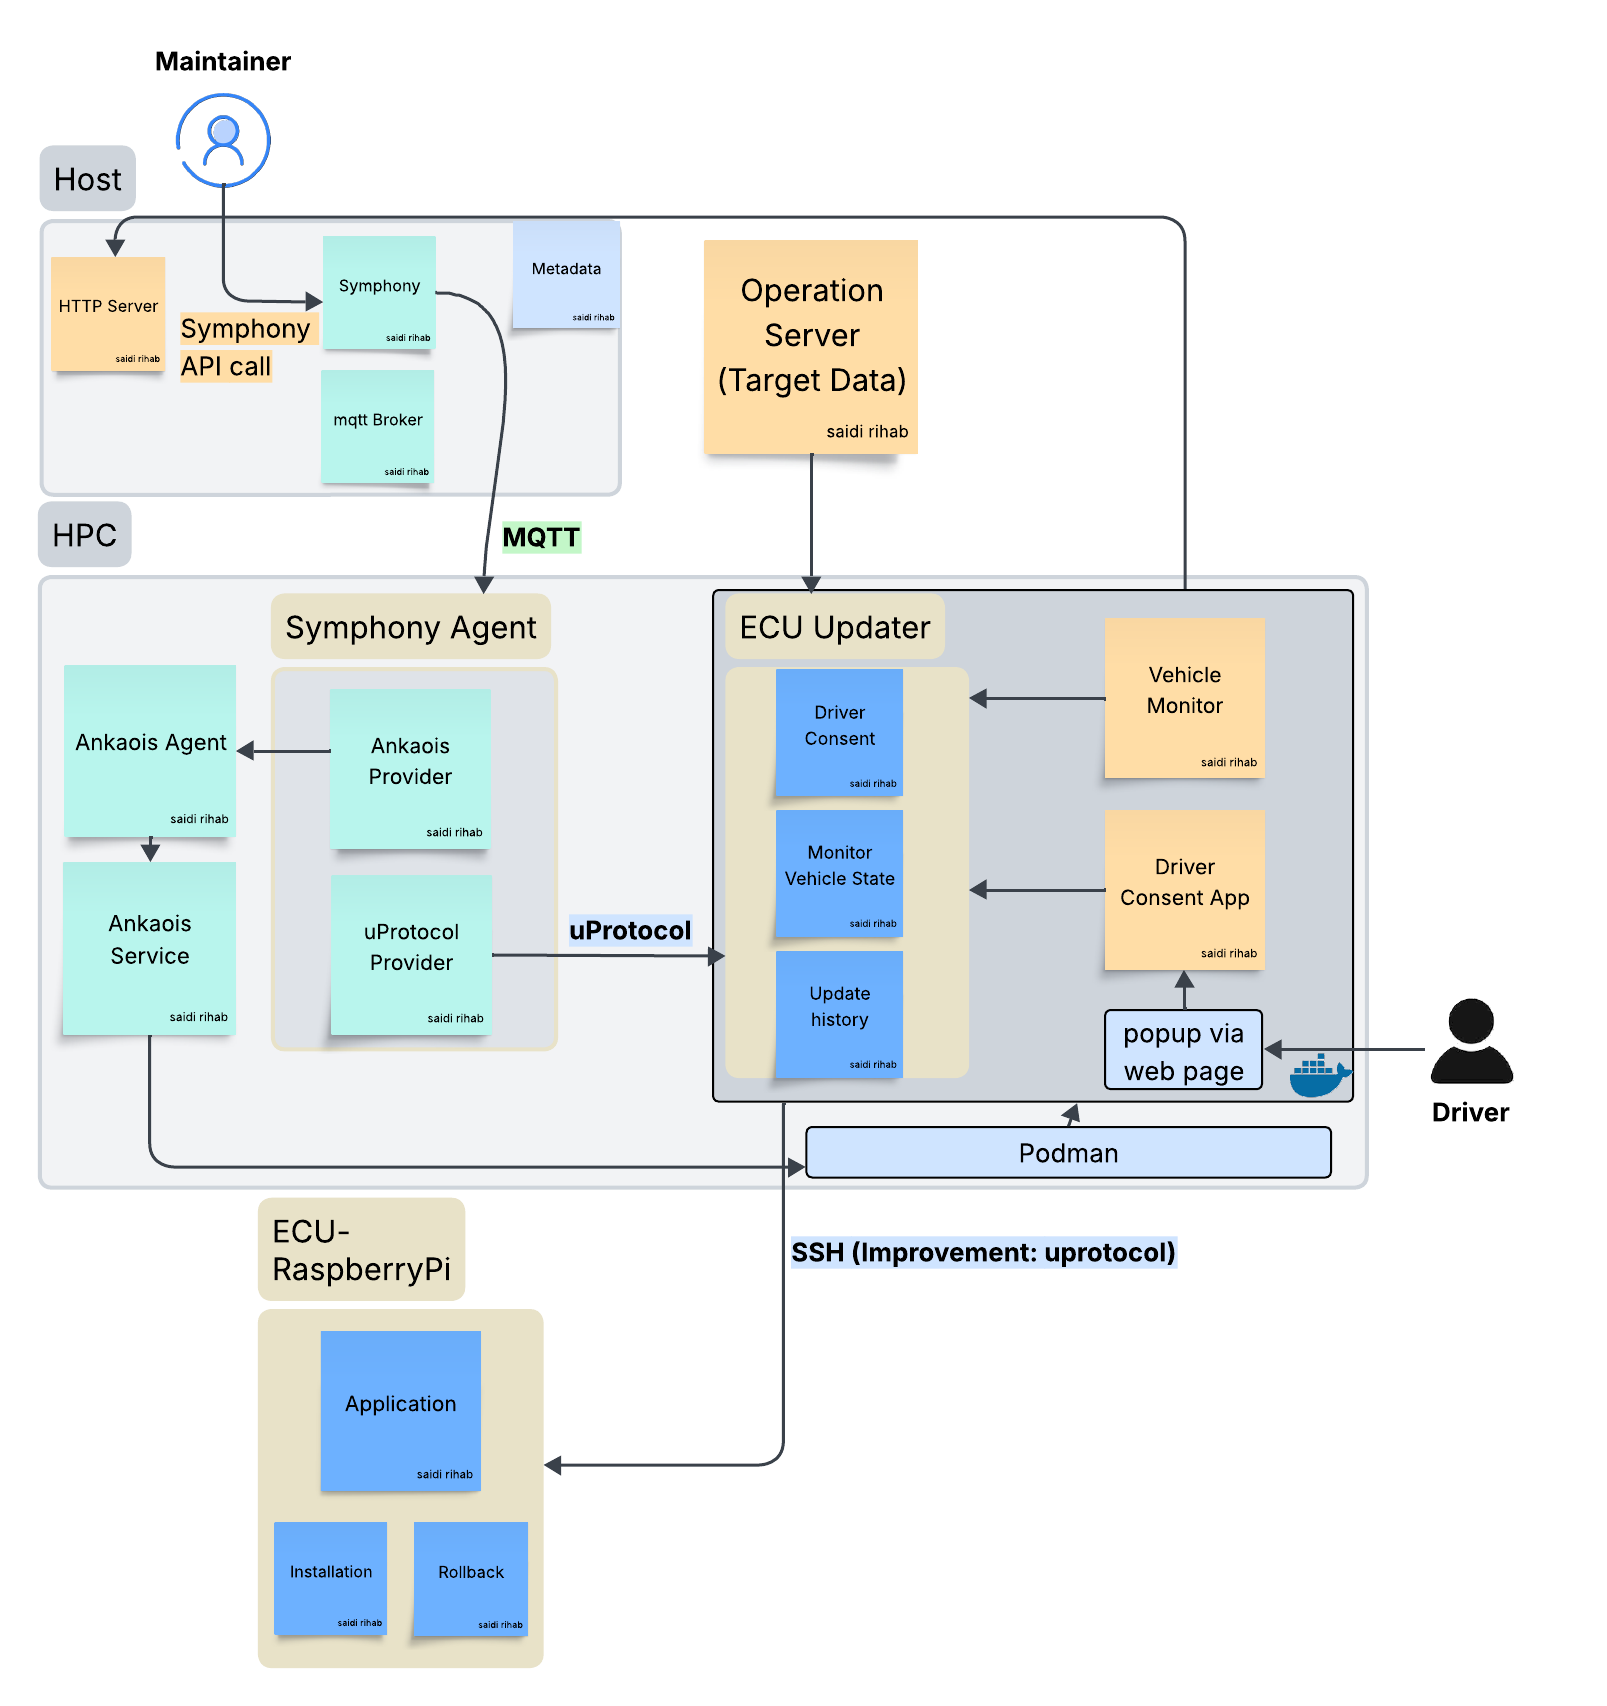 Maintainer
Host
HTTP Server
saidi rihab
Symphony
API call
Symphony
saidi rihab
Metadata
saidi rihab
mqtt Broker
saidi rihab
Operation
Server
(Target Data)
saidi rihab
HPC
MQTT
Symphony Agent
Ankaois Agent
saidi rihab
Ankaois
Provider
saidi rihab
Ankaois
Service
saidi rihab
uProtocol
Provider
saidi rihab
uProtocol
ECU Updater
Driver
Consent
saidi rihab
Monitor
Vehicle State
saidi rihab
Update
history
saidi rihab
Vehicle
Monitor
saidi rihab
Driver
Consent App
saidi rihab
popup via
web page
Driver
Podman
SSH (Improvement: uprotocol)
ECU-
RaspberryPi
Application
saidi rihab
Installation
saidi rihab
Rollback
saidi rihab